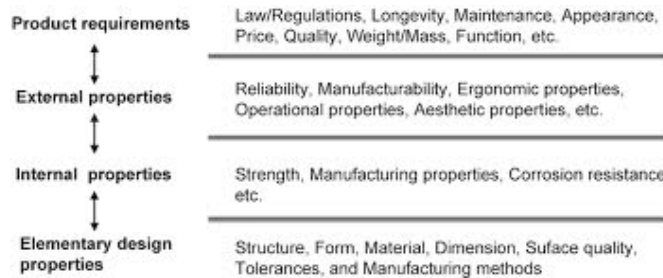 Product requirements
Law/Regulations, Longevity, Maintenance, Appearance,
Price, Quality, Weight/Mass, Function, etc.
External properties
Reliability, Manufacturability, Ergonomic properties,
Operational properties, Aesthetic properties, etc.
Internal properties
Strength, Manufacturing properties, Corrosion resistance
etc.
Elementary design
properties
Structure, Form, Material, Dimension, Suface quality,
Tolerances, and Manufacturing methods